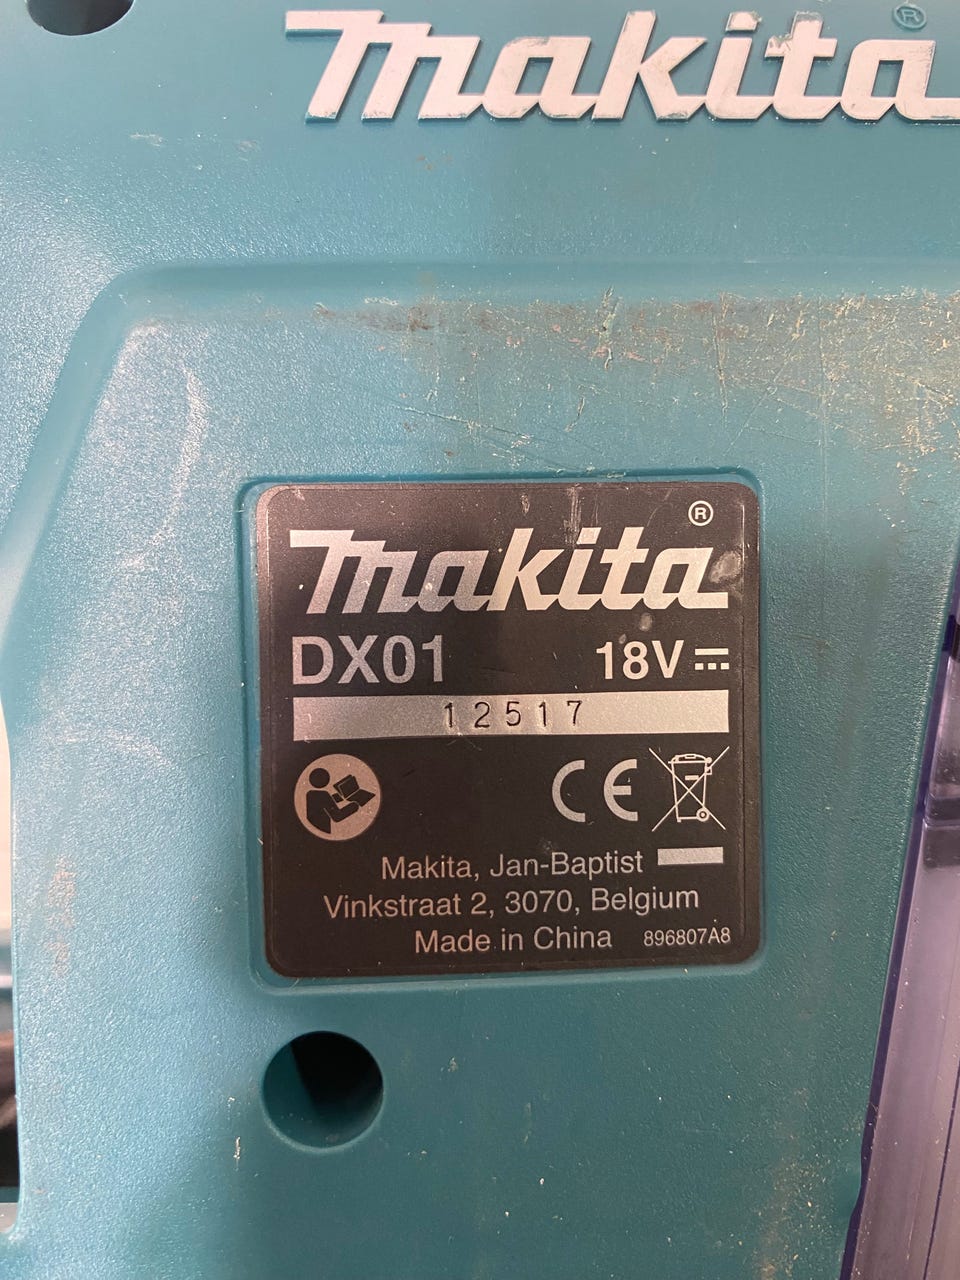 makita®
makita®
DX01 18V
12517
CE
Makita, Jan-Baptist
Vinkstraat 2, 3070, Belgium
Made in China 896807A8